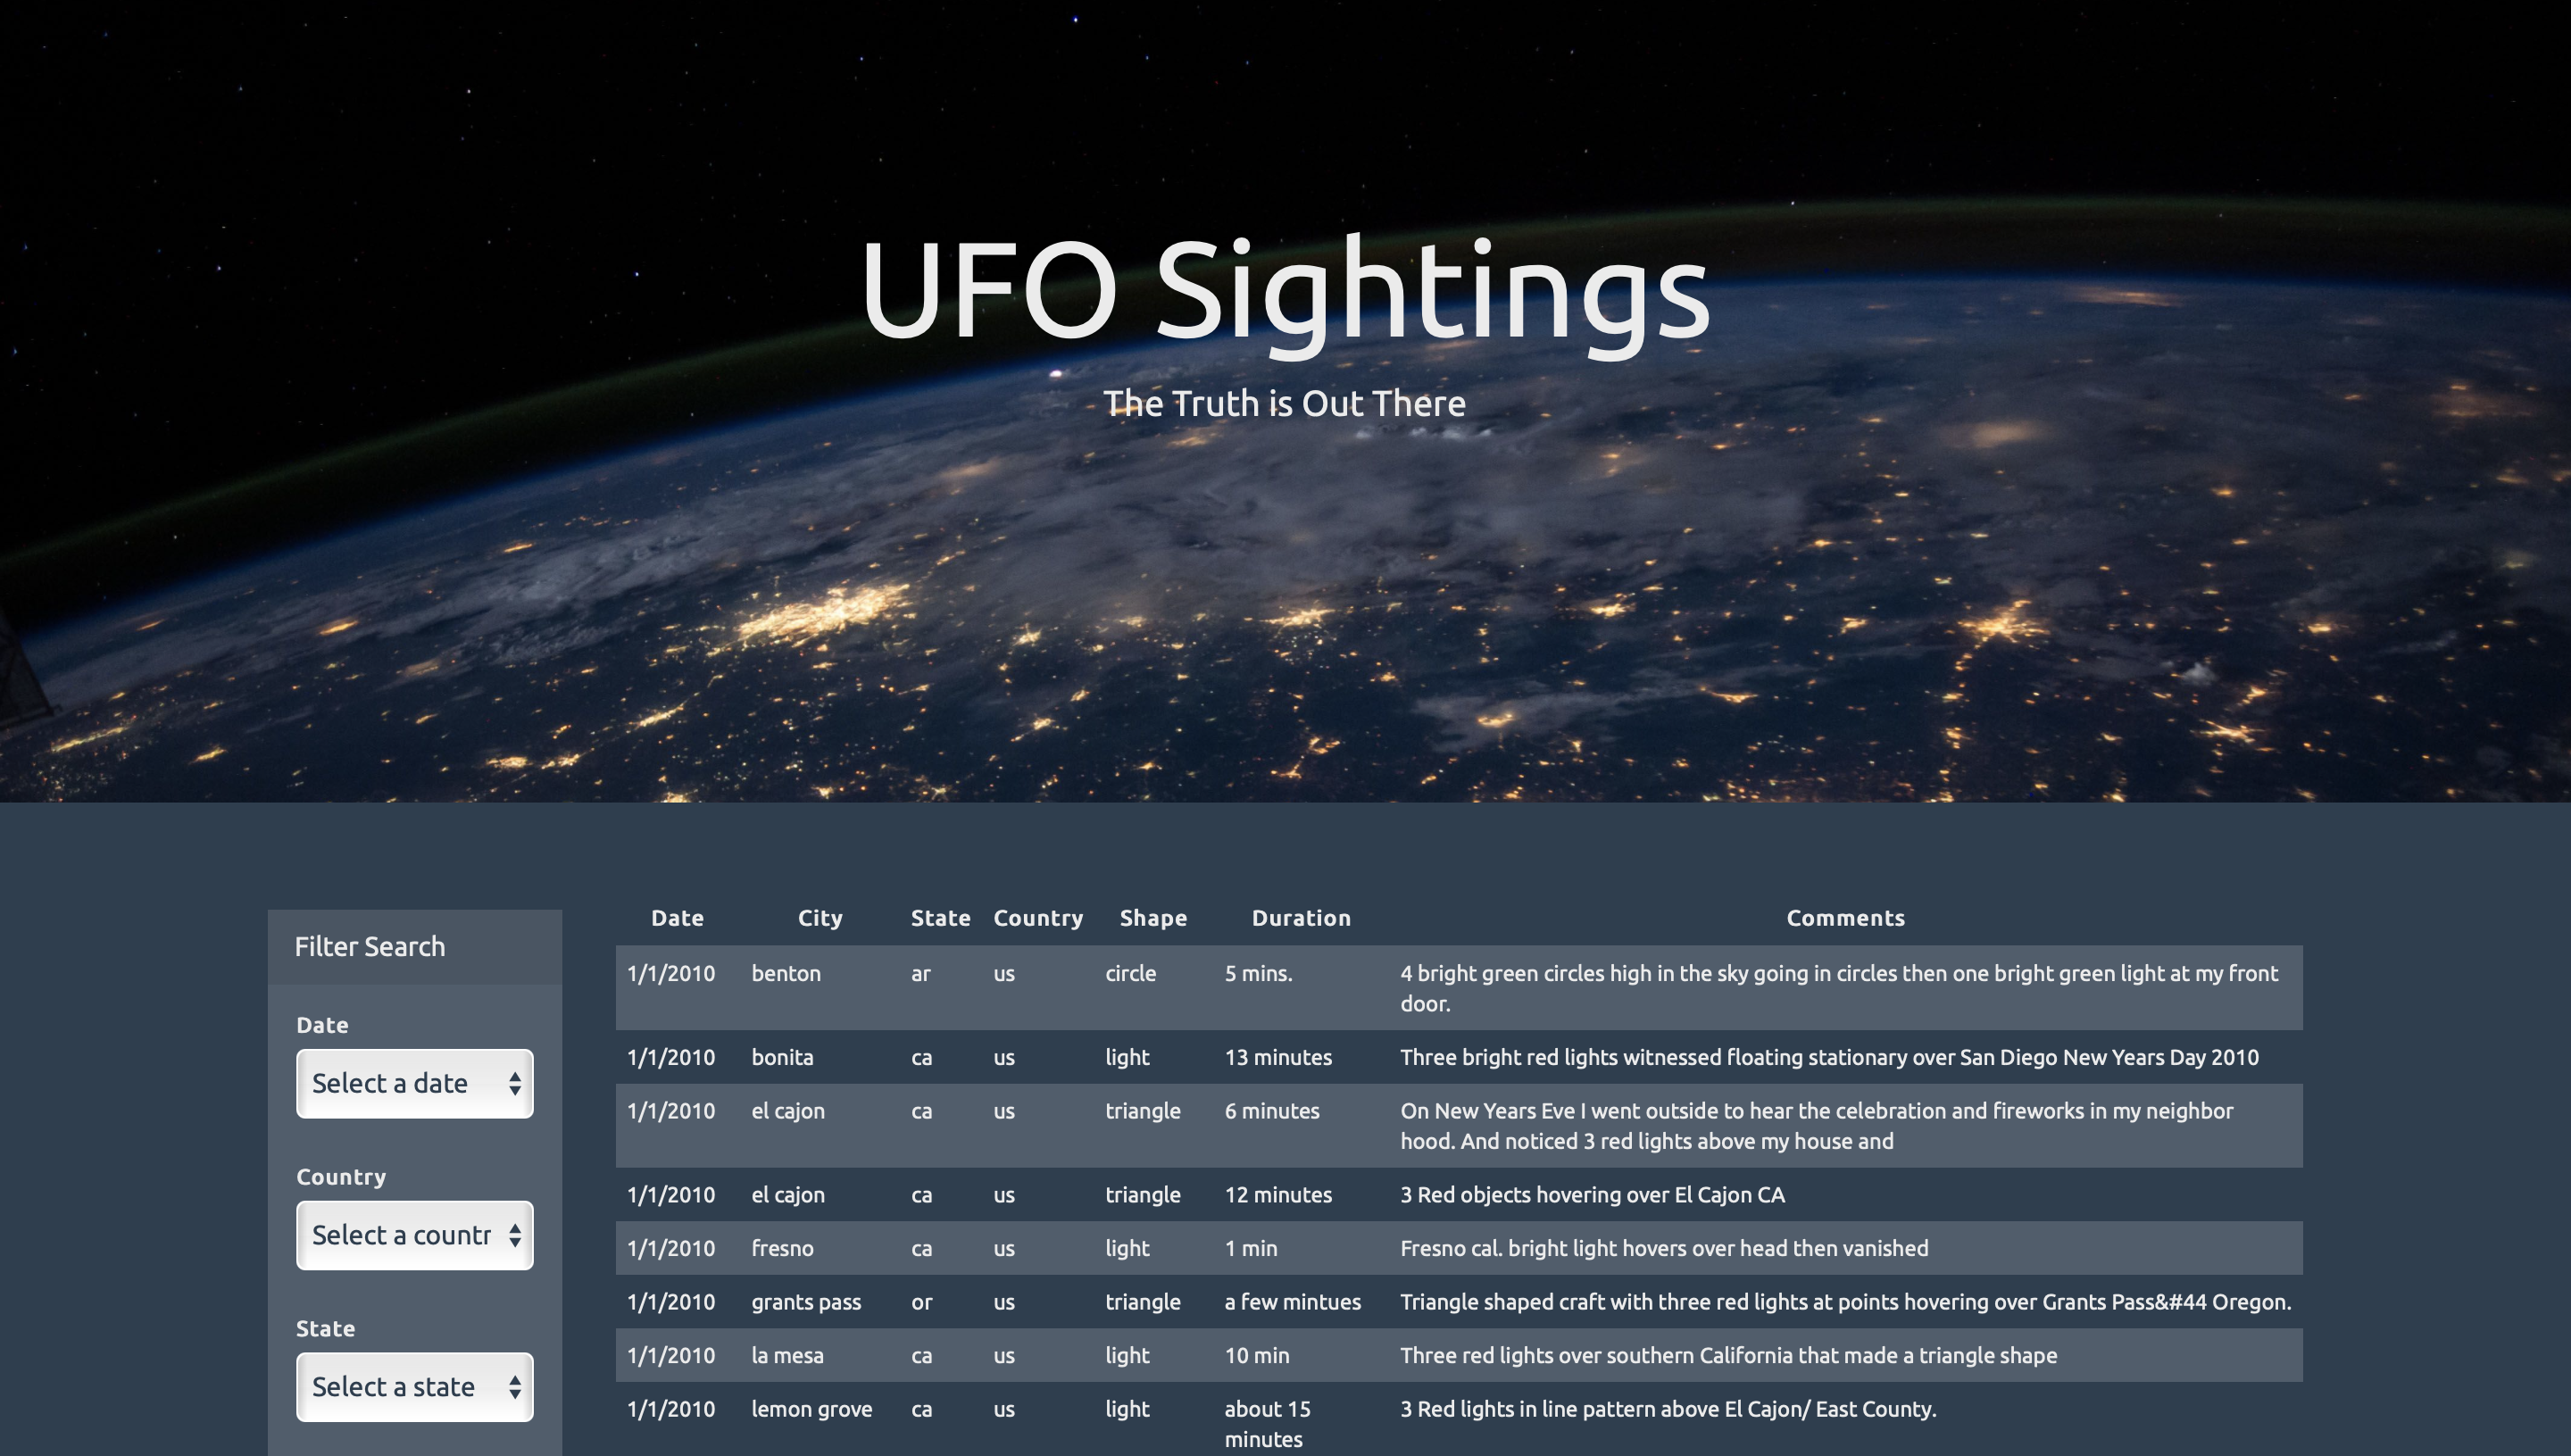 UFO Sightings
The Truth is Out There
Filter Search
Date
Select a date
Country
Select a countr
State
Select a state
Date City State Country Shape Duration Comments
1/1/2010 benton ar us circle 5 mins. 4 bright green circles high in the sky going in circles then one bright green light at my front
door.
1/1/2010 bonita ca us light 13 minutes Three bright red lights witnessed floating stationary over San Diego New Years Day 2010
1/1/2010 el cajon ca us triangle 6 minutes On New Years Eve I went outside to hear the celebration and fireworks in my neighbor
hood. And noticed 3 red lights above my house and
1/1/2010 el cajon ca us triangle 12 minutes 3 Red objects hovering over El Cajon CA
1/1/2010 fresno ca us light 1 min Fresno cal. bright light hovers over head then vanished
1/1/2010 grants pass or us triangle a few mintues Triangle shaped craft with three red lights at points hovering over Grants Pass&#44 Oregon.
1/1/2010 la mesa ca us light 10 min Three red lights over southern California that made a triangle shape
1/1/2010 lemon grove ca us light about 15 3 Red lights in line pattern above El Cajon/ East County.
minutes